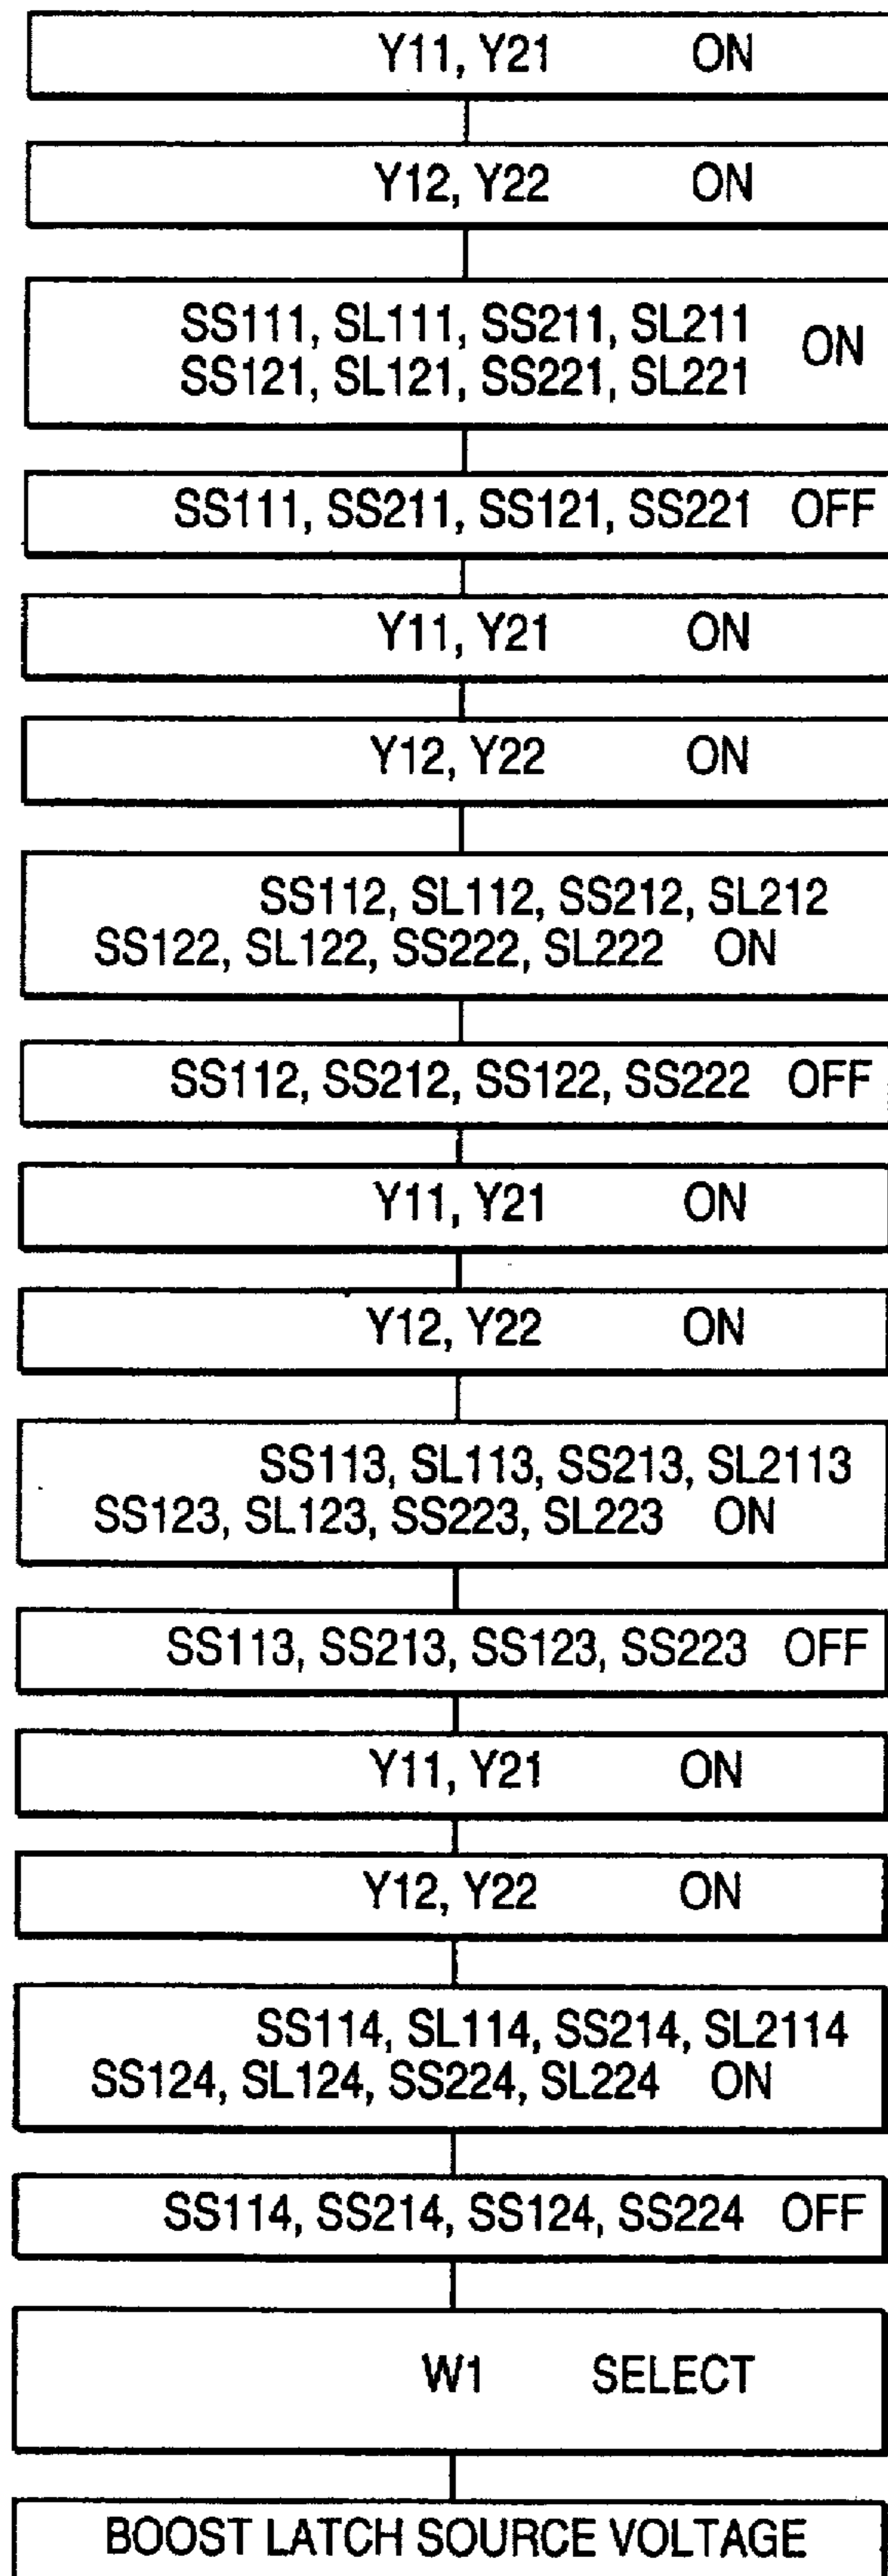 Y11, Y21 ON
Y12, Y22 ON
SS111, SL111, SS211, SL211
SS121, SL121, SS221, SL221 ON
SS111, SS211, SS121, SS221 OFF
Y11, Y21 ON
Y12, Y22 ON
SS112, SL112, SS212, SL212
SS122, SL122, SS222, SL222 ON
SS112, SS212, SS122, SS222 OFF
Y11, Y21 ON
Y12, Y22 ON
SS113, SL113, SS213, SL2113
SS123, SL123, SS223, SL223 ON
SS113, SS213, SS123, SS223 OFF
Y11, Y21 ON
Y12, Y22 ON
SS114, SL114, SS214, SL2114
SS124, SL124, SS224, SL224 ON
SS114, SS214, SS124, SS224 OFF
W1 SELECT
BOOST LATCH SOURCE VOLTAGE